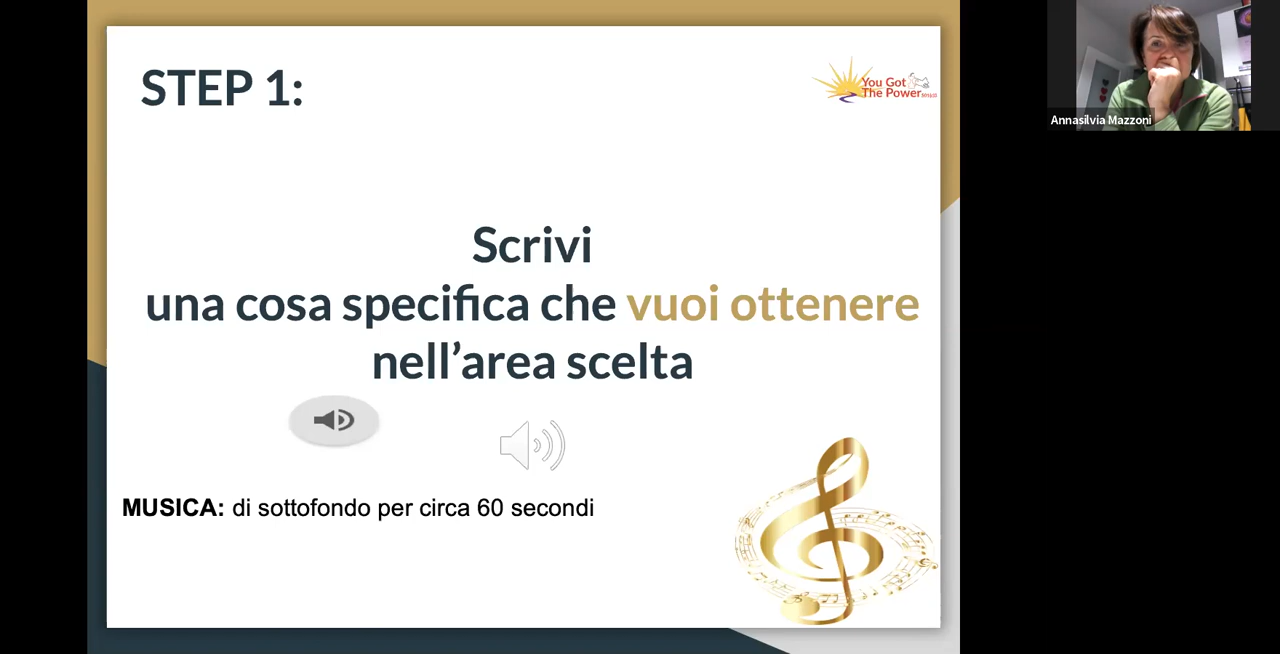 STEP 1:
You Got
The Power
Annasilvia Mazzoni
Scrivi
una cosa specifica che vuoi ottenere
nell’area scelta
MUSICA: di sottofondo per circa 60 secondi